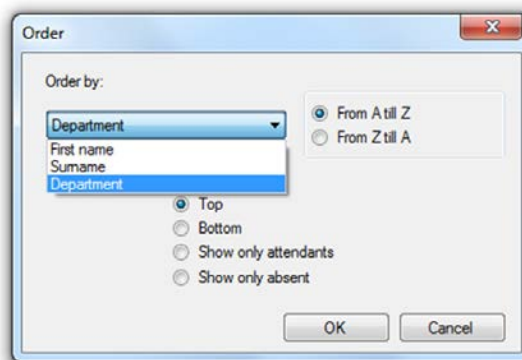 Order
Order by:
Department
From A till Z
From Z till A
First name
Surname
Department
Top
Bottom
Show only attendants
Show only absent
OK
Cancel